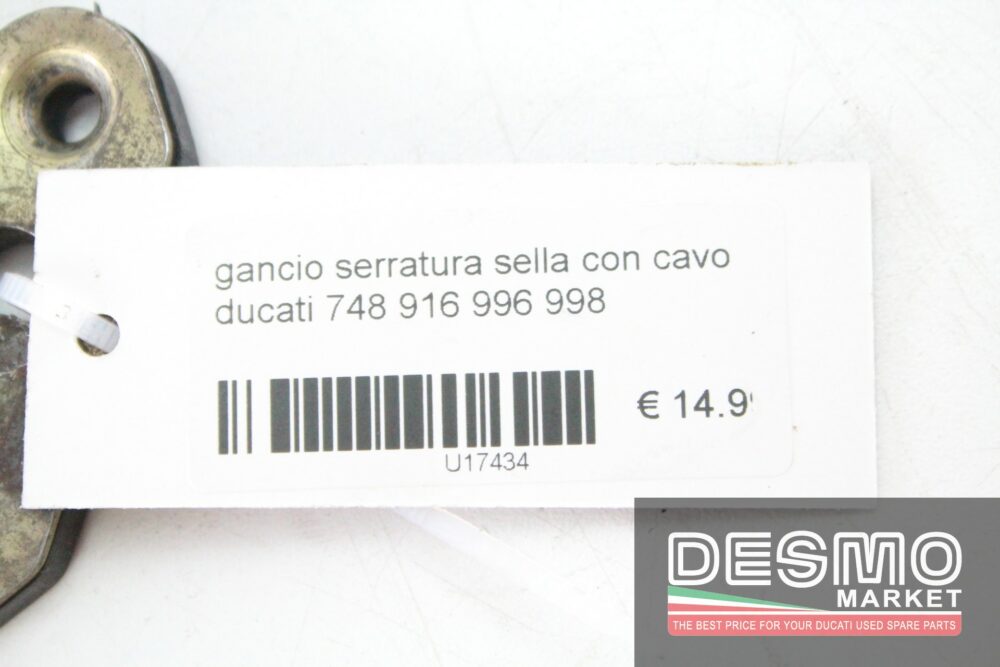 gancio serratura sella con cavo
ducati 748 916 996 998
€ 14.9
U17434
DESMO
MARKET
THE BEST PRICE FOR YOUR DUCATI USED SPARE PARTS